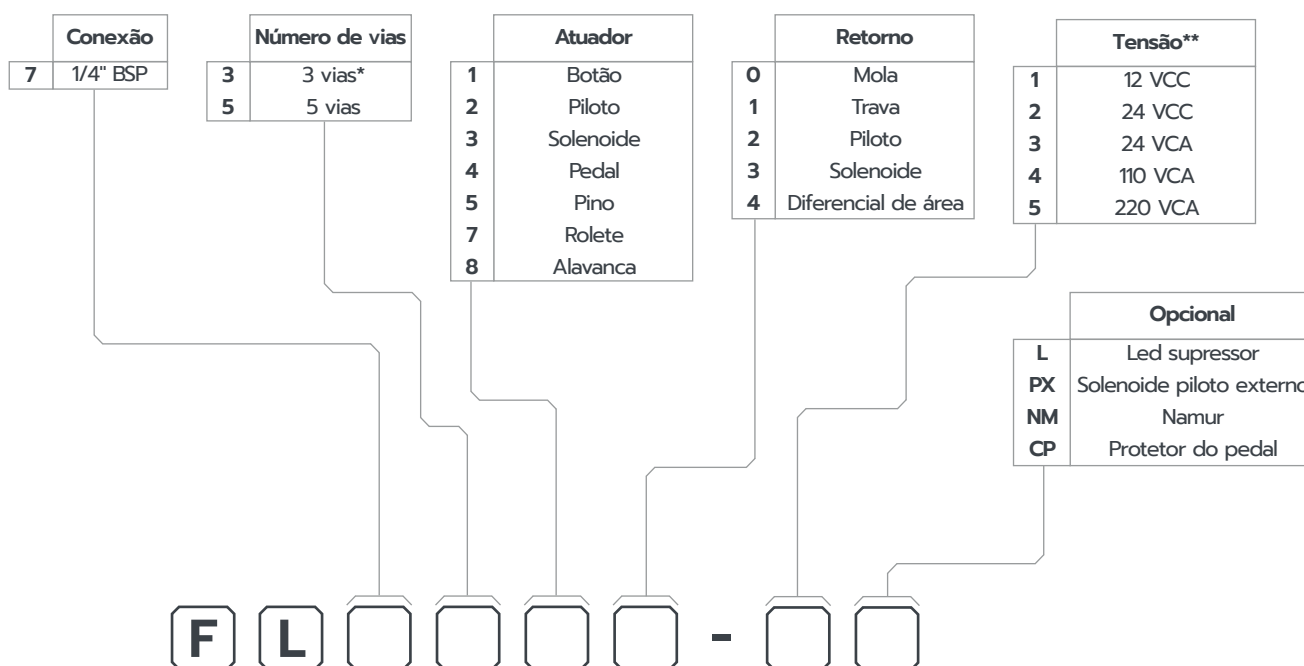 Conexão
7 1/4" BSP
Número de vias
3 3 vias*
5 5 vias
Atuador
1 Botão
2 Piloto
3 Solenoide
4 Pedal
5 Pino
7 Rolete
8 Alavanca
Retorno
0 Mola
1 Trava
2 Piloto
3 Solenoide
4 Diferencial de área
Tensão**
1 12 VCC
2 24 VCC
3 24 VCA
4 110 VCA
5 220 VCA
Opcional
L Led supressor
PX Solenoide piloto externo
NM Namur
CP Protetor do pedal
F L -